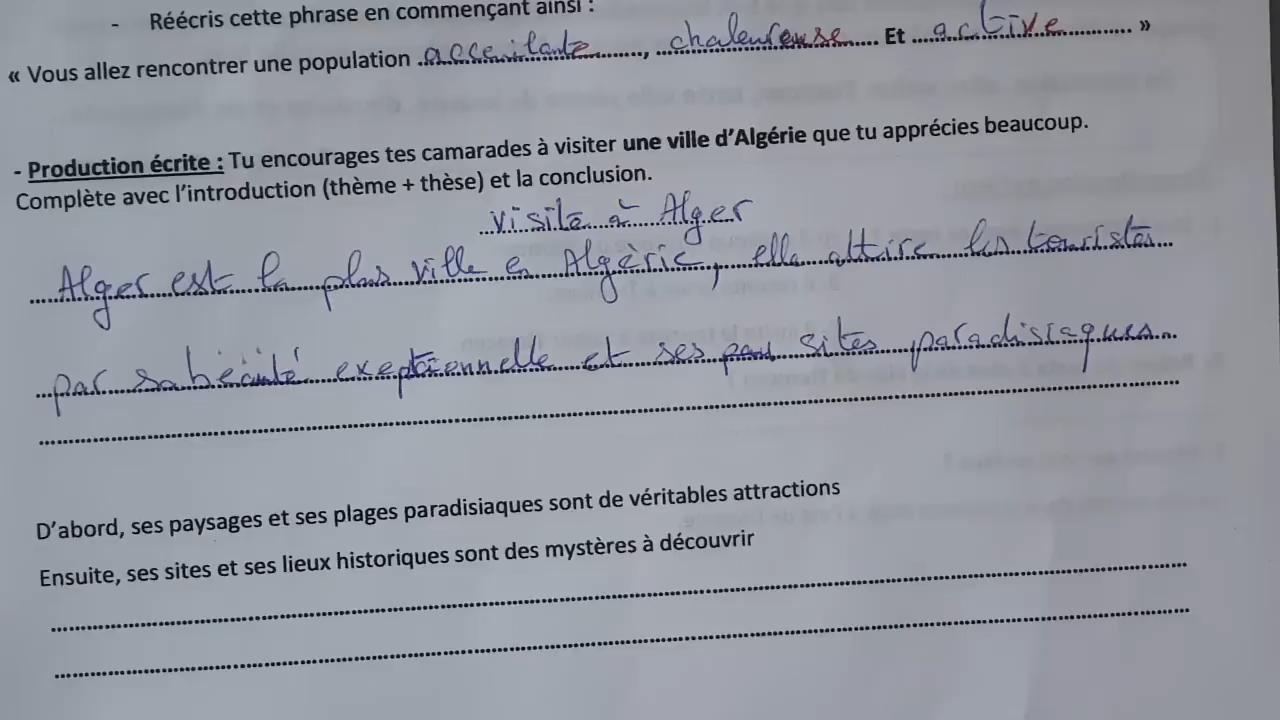 - Réécris cette phrase en commençant ainsi :
« Vous allez rencontrer une population acceuilante, chaleureuse Et active »
- Production écrite : Tu encourages tes camarades à visiter une ville d'Algérie que tu apprécies beaucoup.
Complète avec l'introduction (thème + thèse) et la conclusion.
visite à Alger
Alger est la plus ville en Algèrie, elle attire les touristes
par sa beauté exeptionnelle et ses sites paradisiaques
D'abord, ses paysages et ses plages paradisiaques sont de véritables attractions
Ensuite, ses sites et ses lieux historiques sont des mystères à découvrir